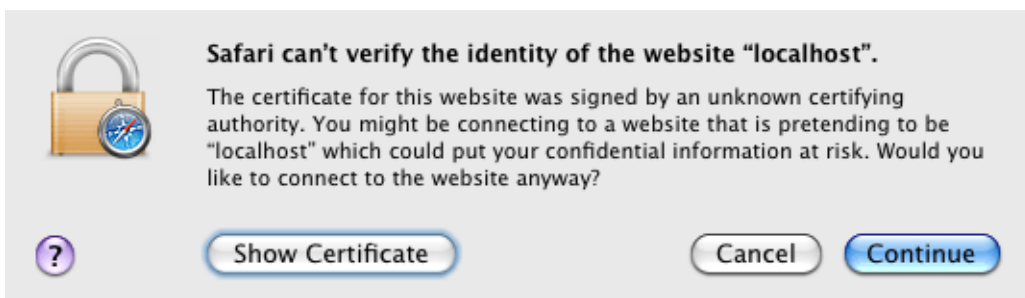 Safari can't verify the identity of the website “localhost”.
The certificate for this website was signed by an unknown certifying
authority. You might be connecting to a website that is pretending to be
“localhost” which could put your confidential information at risk. Would you
like to connect to the website anyway?
?
Show Certificate
Cancel
Continue